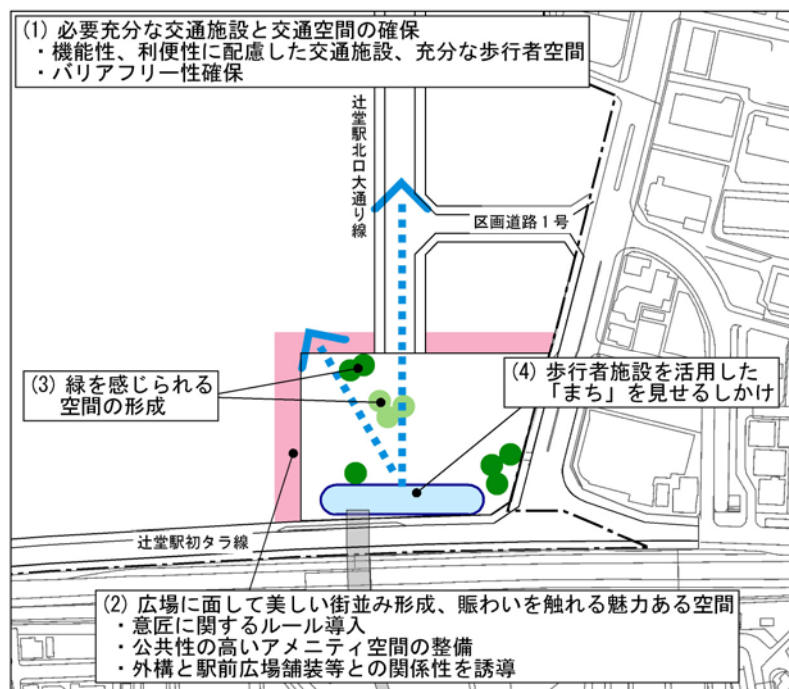 (1) 必要充分な交通施設と交通空間の確保
・機能性、利便性に配慮した交通施設、充分な歩行者空間
・バリアフリー性確保
辻堂駅北口大通り線
区画道路1号
(3) 緑を感じられる
空間の形成
(4) 歩行者施設を活用した
「まち」を見せるしかけ
辻堂駅初タラ線
(2) 広場に面して美しい街並み形成、賑わいを触れる魅力ある空間
・意匠に関するルール導入
・公共性の高いアメニティ空間の整備
・外構と駅前広場舗装等との関係性を誘導